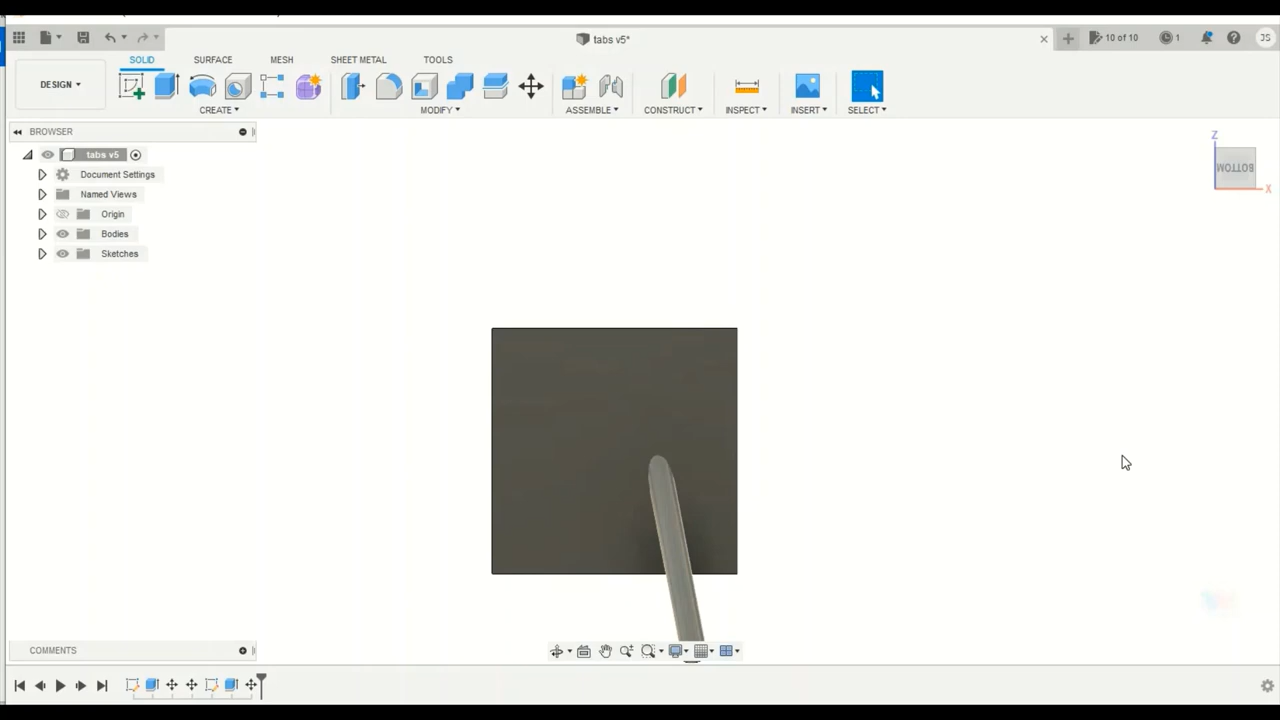 tabs v5*
10 of 10
1
JS
SOLID
SURFACE
MESH
SHEET METAL
TOOLS
DESIGN
CREATE
MODIFY
ASSEMBLE
CONSTRUCT
INSPECT
INSERT
SELECT
BROWSER
tabs v5
Document Settings
Named Views
Origin
Bodies
Sketches
Z
BOTTOM
X
COMMENTS